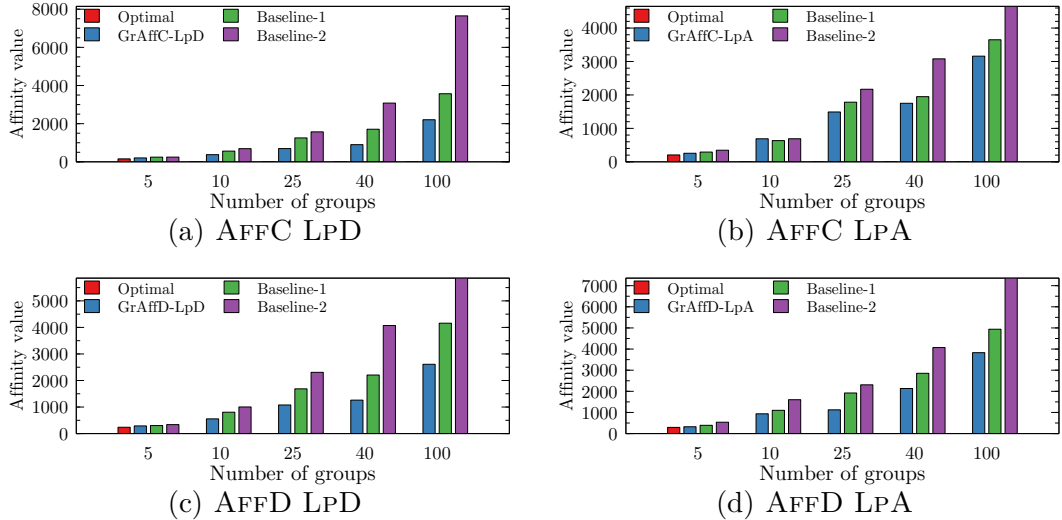 Optimal
GrAffC-LpD
Baseline-1
Baseline-2
Affinity value
8000
6000
4000
2000
0
5 10 25 40 100
Number of groups
(a) AffC LpD
Optimal
GrAffC-LpA
Baseline-1
Baseline-2
Affinity value
4000
3000
2000
1000
0
5 10 25 40 100
Number of groups
(b) AffC LpA
Optimal
GrAffD-LpD
Baseline-1
Baseline-2
Affinity value
5000
4000
3000
2000
1000
0
5 10 25 40 100
Number of groups
(c) AffD LpD
Optimal
GrAffD-LpA
Baseline-1
Baseline-2
Affinity value
7000
6000
5000
4000
3000
2000
1000
0
5 10 25 40 100
Number of groups
(d) AffD LpA